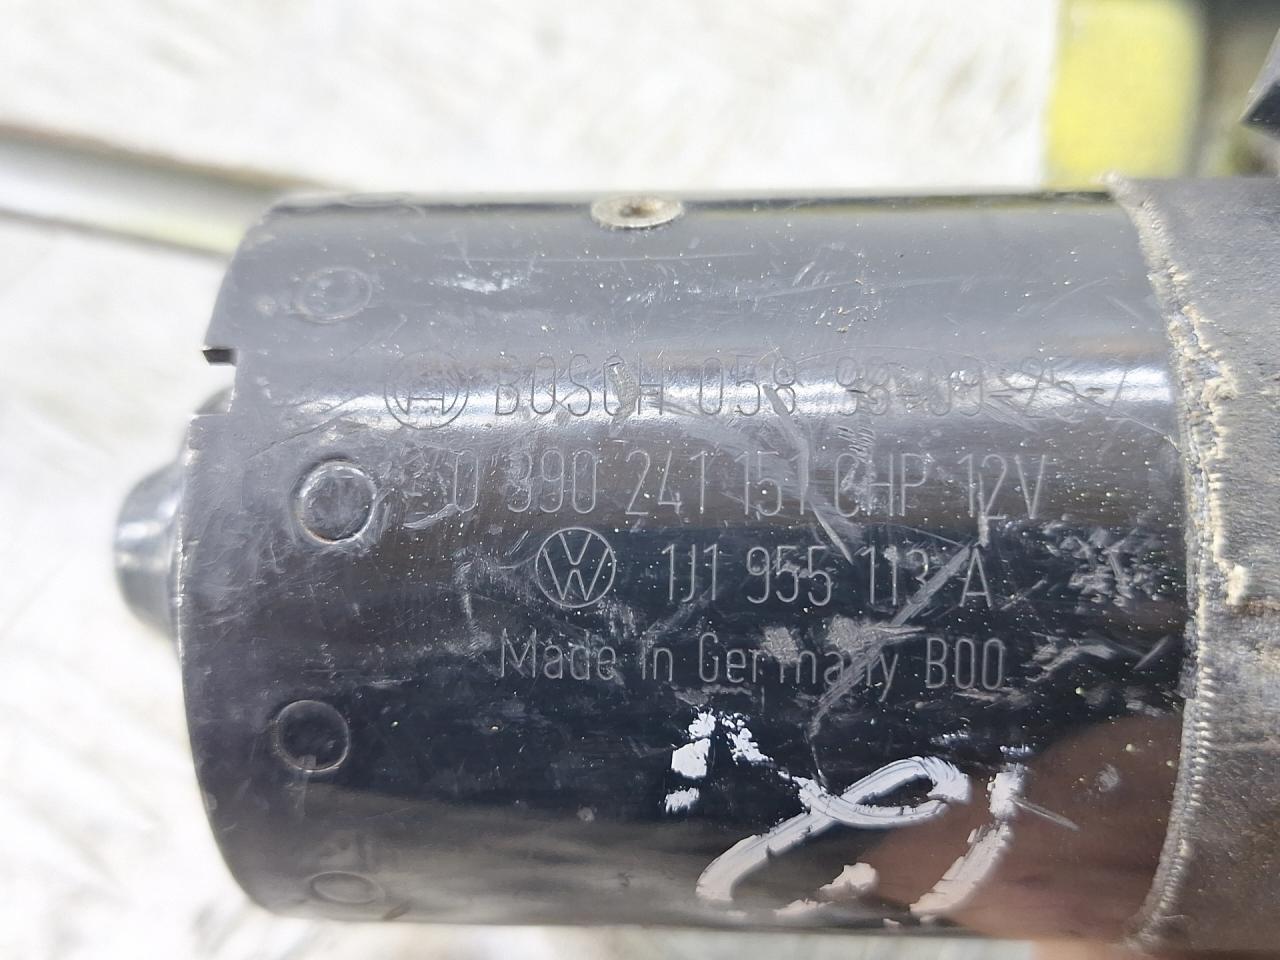 BOSCH 058
390 241 151 CHP 12V
1J1 955 113 A
Made in Germany B00